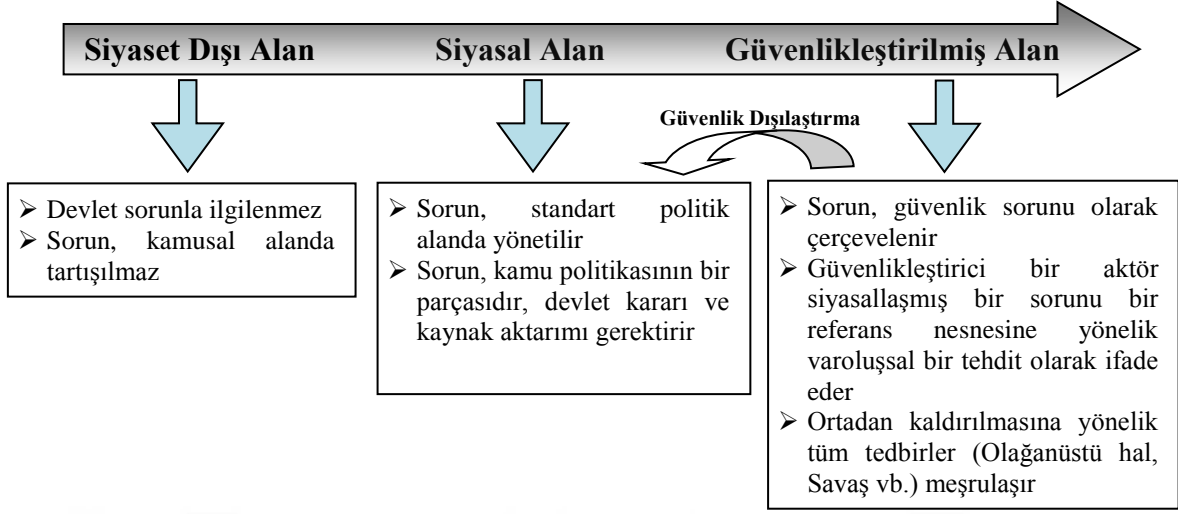 Siyaset Dışı Alan
Siyasal Alan
Güvenlikleştirilmiş Alan
Güvenlik Dışılaştırma
➢ Devlet sorunla ilgilenmez
➢ Sorun, kamusal alanda
tartışılmaz
➢ Sorun, standart politik
alanda yönetilir
➢ Sorun, kamu politikasının bir
parçasıdır, devlet kararı ve
kaynak aktarımı gerektirir
➢ Sorun, güvenlik sorunu olarak
çerçevelenir
➢ Güvenlikleştirici bir aktör
siyasallaşmış bir sorunu bir
referans nesnesine yönelik
varoluşsal bir tehdit olarak ifade
eder
➢ Ortadan kaldırılmasına yönelik
tüm tedbirler (Olağanüstü hal,
Savaş vb.) meşrulaşır